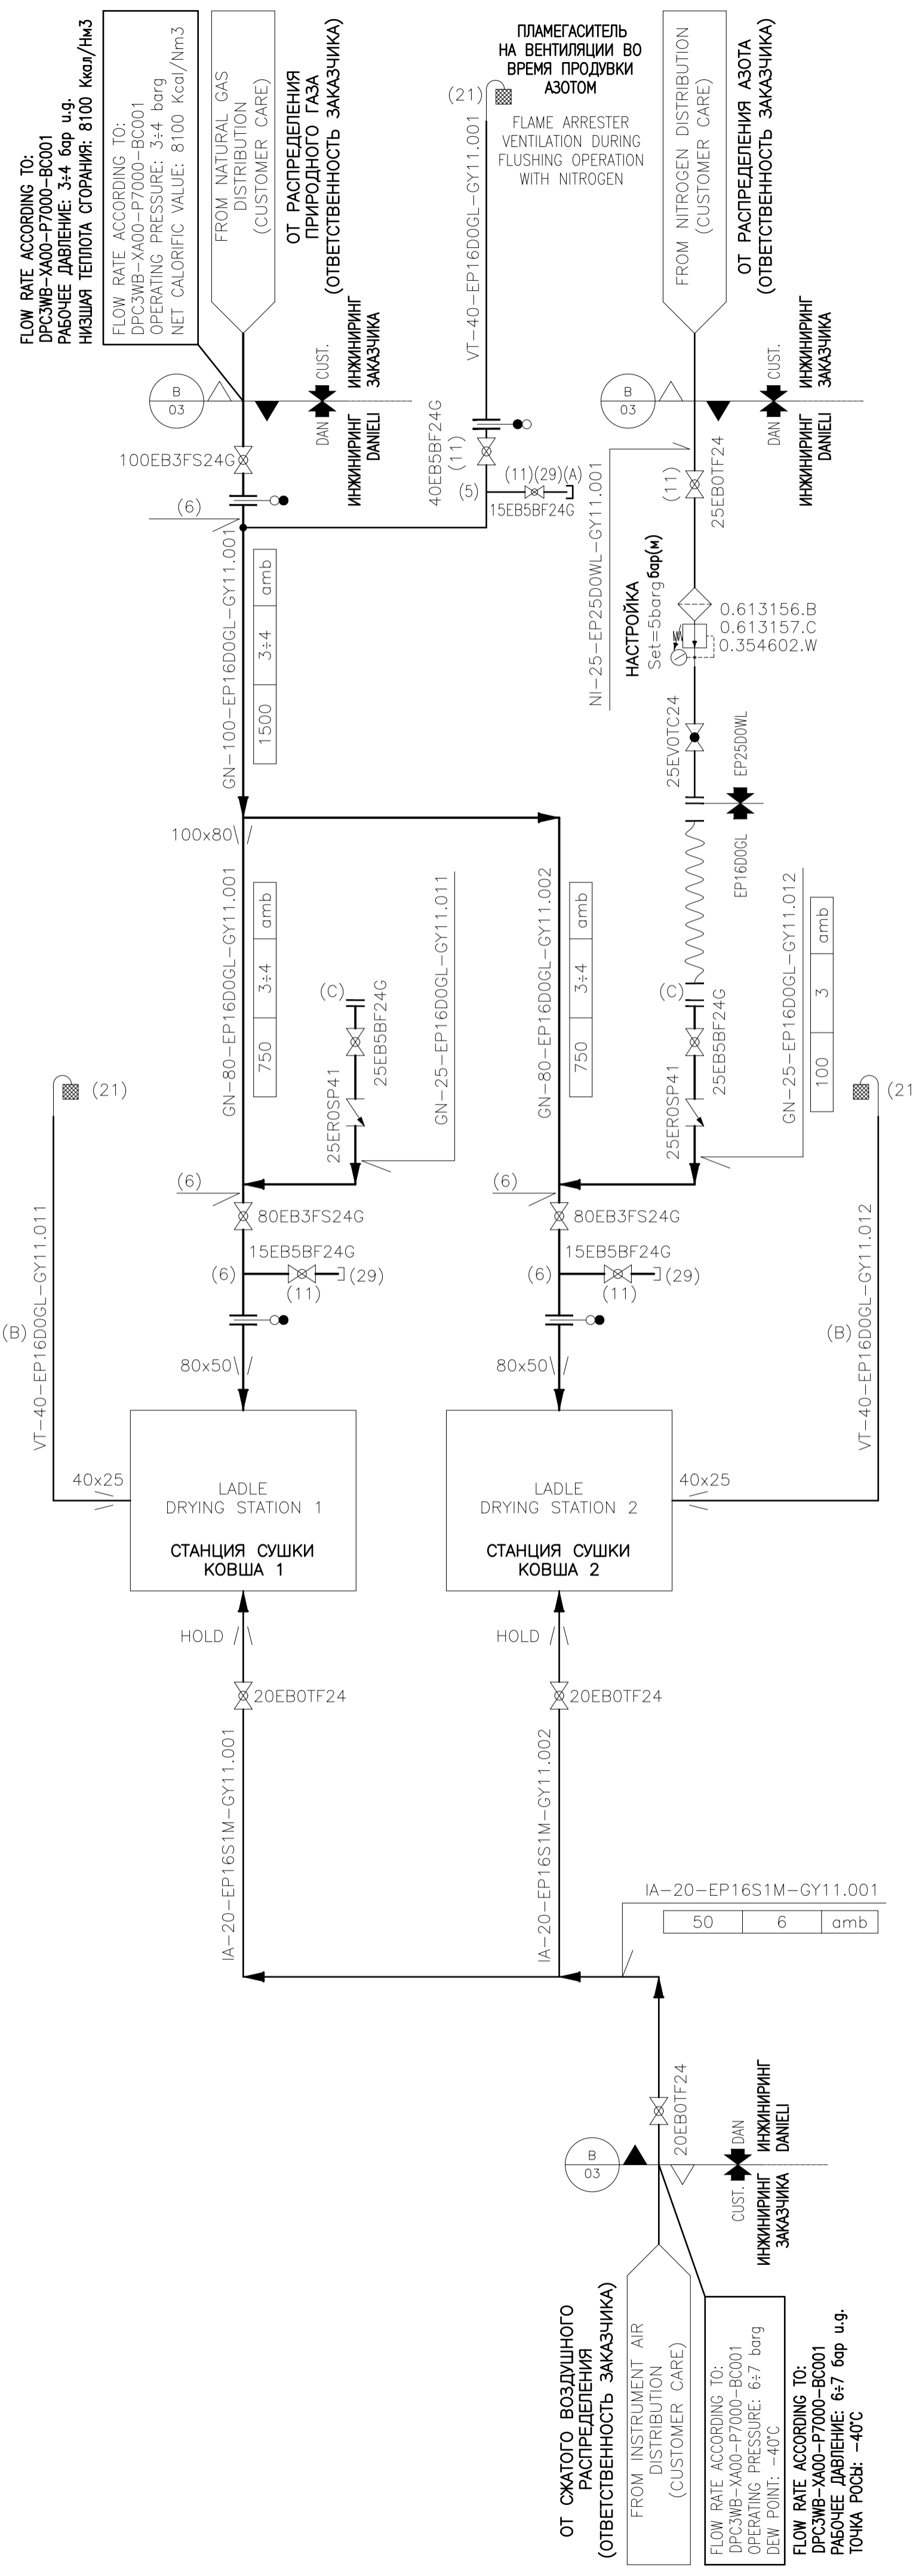 FLOW RATE ACCORDING TO:
DPC3WB-XA00-P7000-BC001
РАБОЧЕЕ ДАВЛЕНИЕ: 3÷4 бар u.g.
НИЗШАЯ ТЕПЛОТА СГОРАНИЯ: 8100 Ккал/Нм3
FLOW RATE ACCORDING TO:
DPC3WB-XA00-P7000-BC001
OPERATING PRESSURE: 3÷4 barg
NET CALORIFIC VALUE: 8100 Kcal/Nm3
FROM NATURAL GAS
DISTRIBUTION
(CUSTOMER CARE)
ОТ РАСПРЕДЕЛЕНИЯ
ПРИРОДНОГО ГАЗА
(ОТВЕТСТВЕННОСТЬ ЗАКАЗЧИКА)
ПЛАМЕГАСИТЕЛЬ
НА ВЕНТИЛЯЦИИ ВО
ВРЕМЯ ПРОДУВКИ
АЗОТОМ
(21)
FLAME ARRESTER
VENTILATION DURING
FLUSHING OPERATION
WITH NITROGEN
VT-40-EP16D0GL-GY11.001
FROM NITROGEN DISTRIBUTION
(CUSTOMER CARE)
ОТ РАСПРЕДЕЛЕНИЯ АЗОТА
(ОТВЕТСТВЕННОСТЬ ЗАКАЗЧИКА)
B
03
DAN
CUST.
ИНЖИНИРИНГ
DANIELI
ИНЖИНИРИНГ
ЗАКАЗЧИКА
B
03
DAN
CUST.
ИНЖИНИРИНГ
DANIELI
ИНЖИНИРИНГ
ЗАКАЗЧИКА
100EB3FS24G
(6)
40EB5BF24G
(11)
(5)
(11)(29)(A)
15EB5BF24G
(11)
25EB0TF24
NI-25-EP25D0WL-GY11.001
GN-100-EP16D0GL-GY11.001
1500 3÷4 amb
НАСТРОЙКА
Set=5barg бар(м)
0.613156.B
0.613157.C
0.354602.W
25EV0TC24
EP16D0GL
EP25D0WL
100x80
GN-80-EP16D0GL-GY11.001
750 3÷4 amb
GN-25-EP16D0GL-GY11.011
GN-80-EP16D0GL-GY11.002
750 3÷4 amb
GN-25-EP16D0GL-GY11.012
100 3 amb
(C)
25EB5BF24G
25ER0SP41
(C)
25EB5BF24G
25ER0SP41
(21)
(21
VT-40-EP16D0GL-GY11.011
(B)
VT-40-EP16D0GL-GY11.012
(B)
(6)
80EB3FS24G
15EB5BF24G
(6)
(29)
(11)
80x50
(6)
80EB3FS24G
15EB5BF24G
(6)
(29)
(11)
80x50
40x25
LADLE
DRYING STATION 1
СТАНЦИЯ СУШКИ
КОВША 1
LADLE
DRYING STATION 2
СТАНЦИЯ СУШКИ
КОВША 2
40x25
HOLD
20EB0TF24
HOLD
20EB0TF24
IA-20-EP16S1M-GY11.001
IA-20-EP16S1M-GY11.002
IA-20-EP16S1M-GY11.001
50 6 amb
20EB0TF24
B
03
CUST.
DAN
ИНЖИНИРИНГ
ЗАКАЗЧИКА
ИНЖИНИРИНГ
DANIELI
ОТ СЖАТОГО ВОЗДУШНОГО
РАСПРЕДЕЛЕНИЯ
(ОТВЕТСТВЕННОСТЬ ЗАКАЗЧИКА)
FROM INSTRUMENT AIR
DISTRIBUTION
(CUSTOMER CARE)
FLOW RATE ACCORDING TO:
DPC3WB-XA00-P7000-BC001
OPERATING PRESSURE: 6÷7 barg
DEW POINT: -40°C
FLOW RATE ACCORDING TO:
DPC3WB-XA00-P7000-BC001
РАБОЧЕЕ ДАВЛЕНИЕ: 6÷7 бар u.g.
ТОЧКА РОСЫ: -40°C